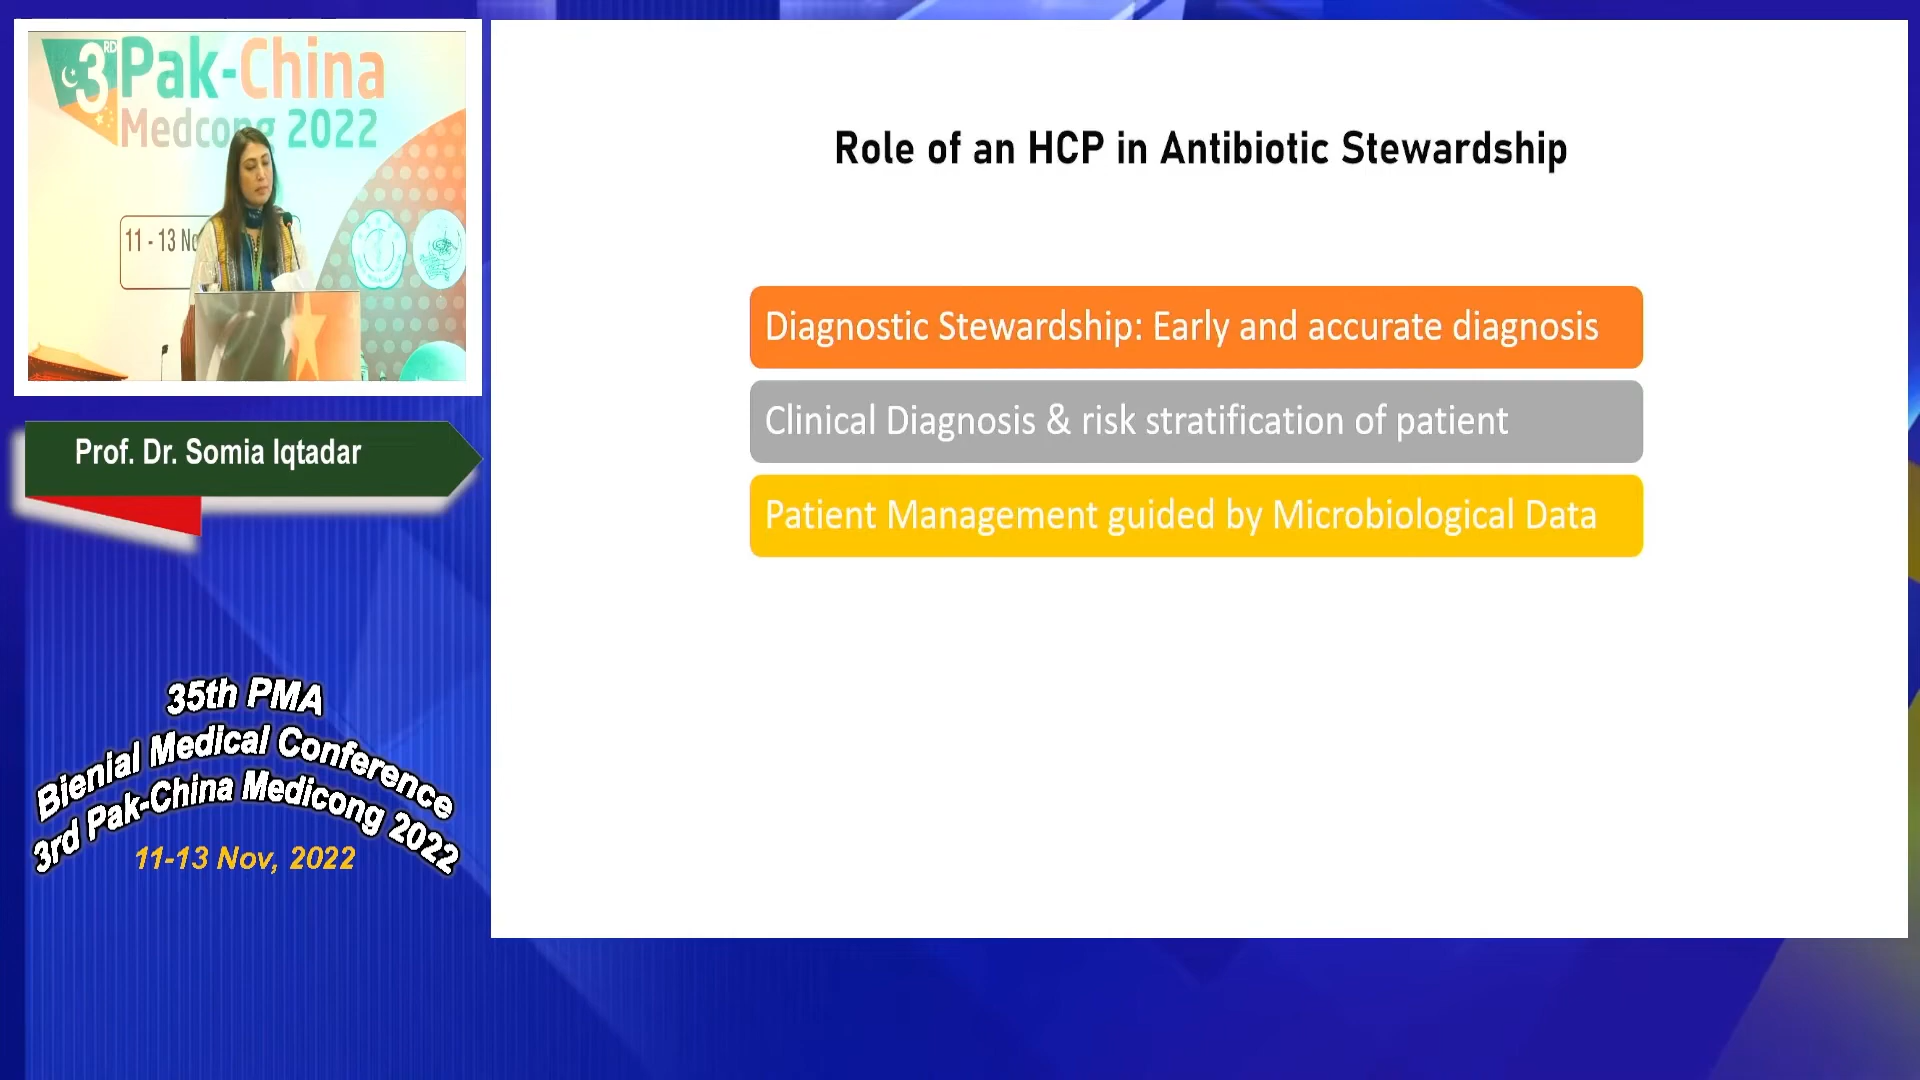 3RD Pak-China
Medcong 2022
11 - 13 No
Prof. Dr. Somia Iqtadar
35th PMA
Bienial Medical Conference
3rd Pak-China Medicong 2022
11-13 Nov, 2022
Role of an HCP in Antibiotic Stewardship
Diagnostic Stewardship: Early and accurate diagnosis
Clinical Diagnosis & risk stratification of patient
Patient Management guided by Microbiological Data